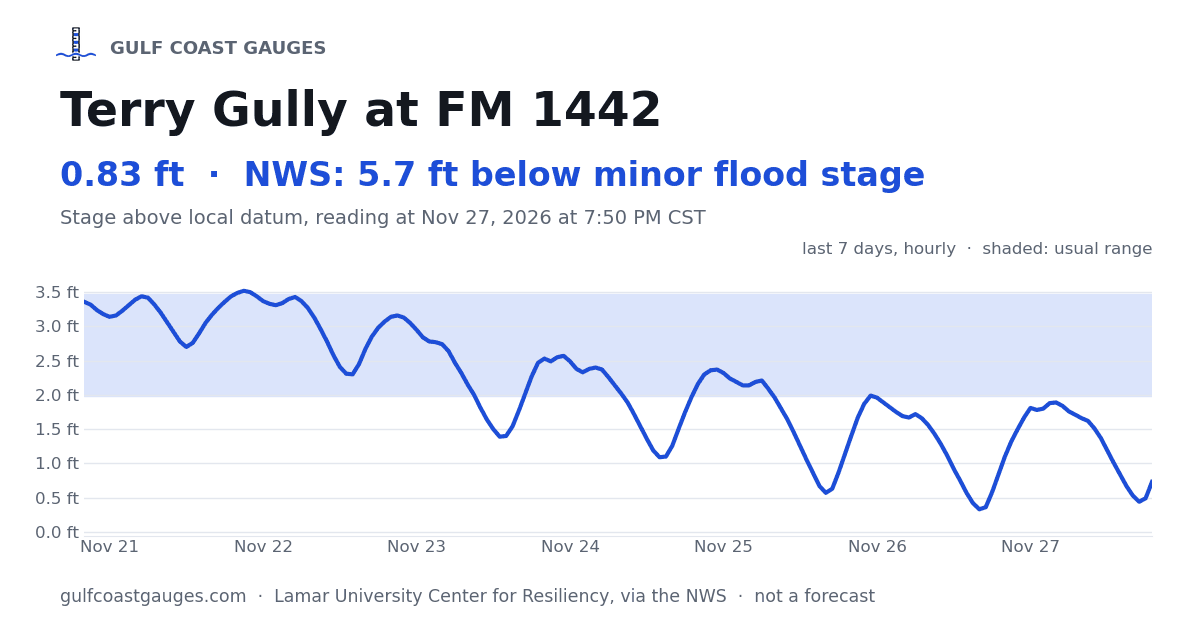 GULF COAST GAUGES
Terry Gully at FM 1442
0.83 ft · NWS: 5.7 ft below minor flood stage
Stage above local datum, reading at Nov 27, 2026 at 7:50 PM CST
last 7 days, hourly · shaded: usual range
3.5 ft
3.0 ft
2.5 ft
2.0 ft
1.5 ft
1.0 ft
0.5 ft
0.0 ft
Nov 21 Nov 22 Nov 23 Nov 24 Nov 25 Nov 26 Nov 27
gulfcoastgauges.com · Lamar University Center for Resiliency, via the NWS · not a forecast